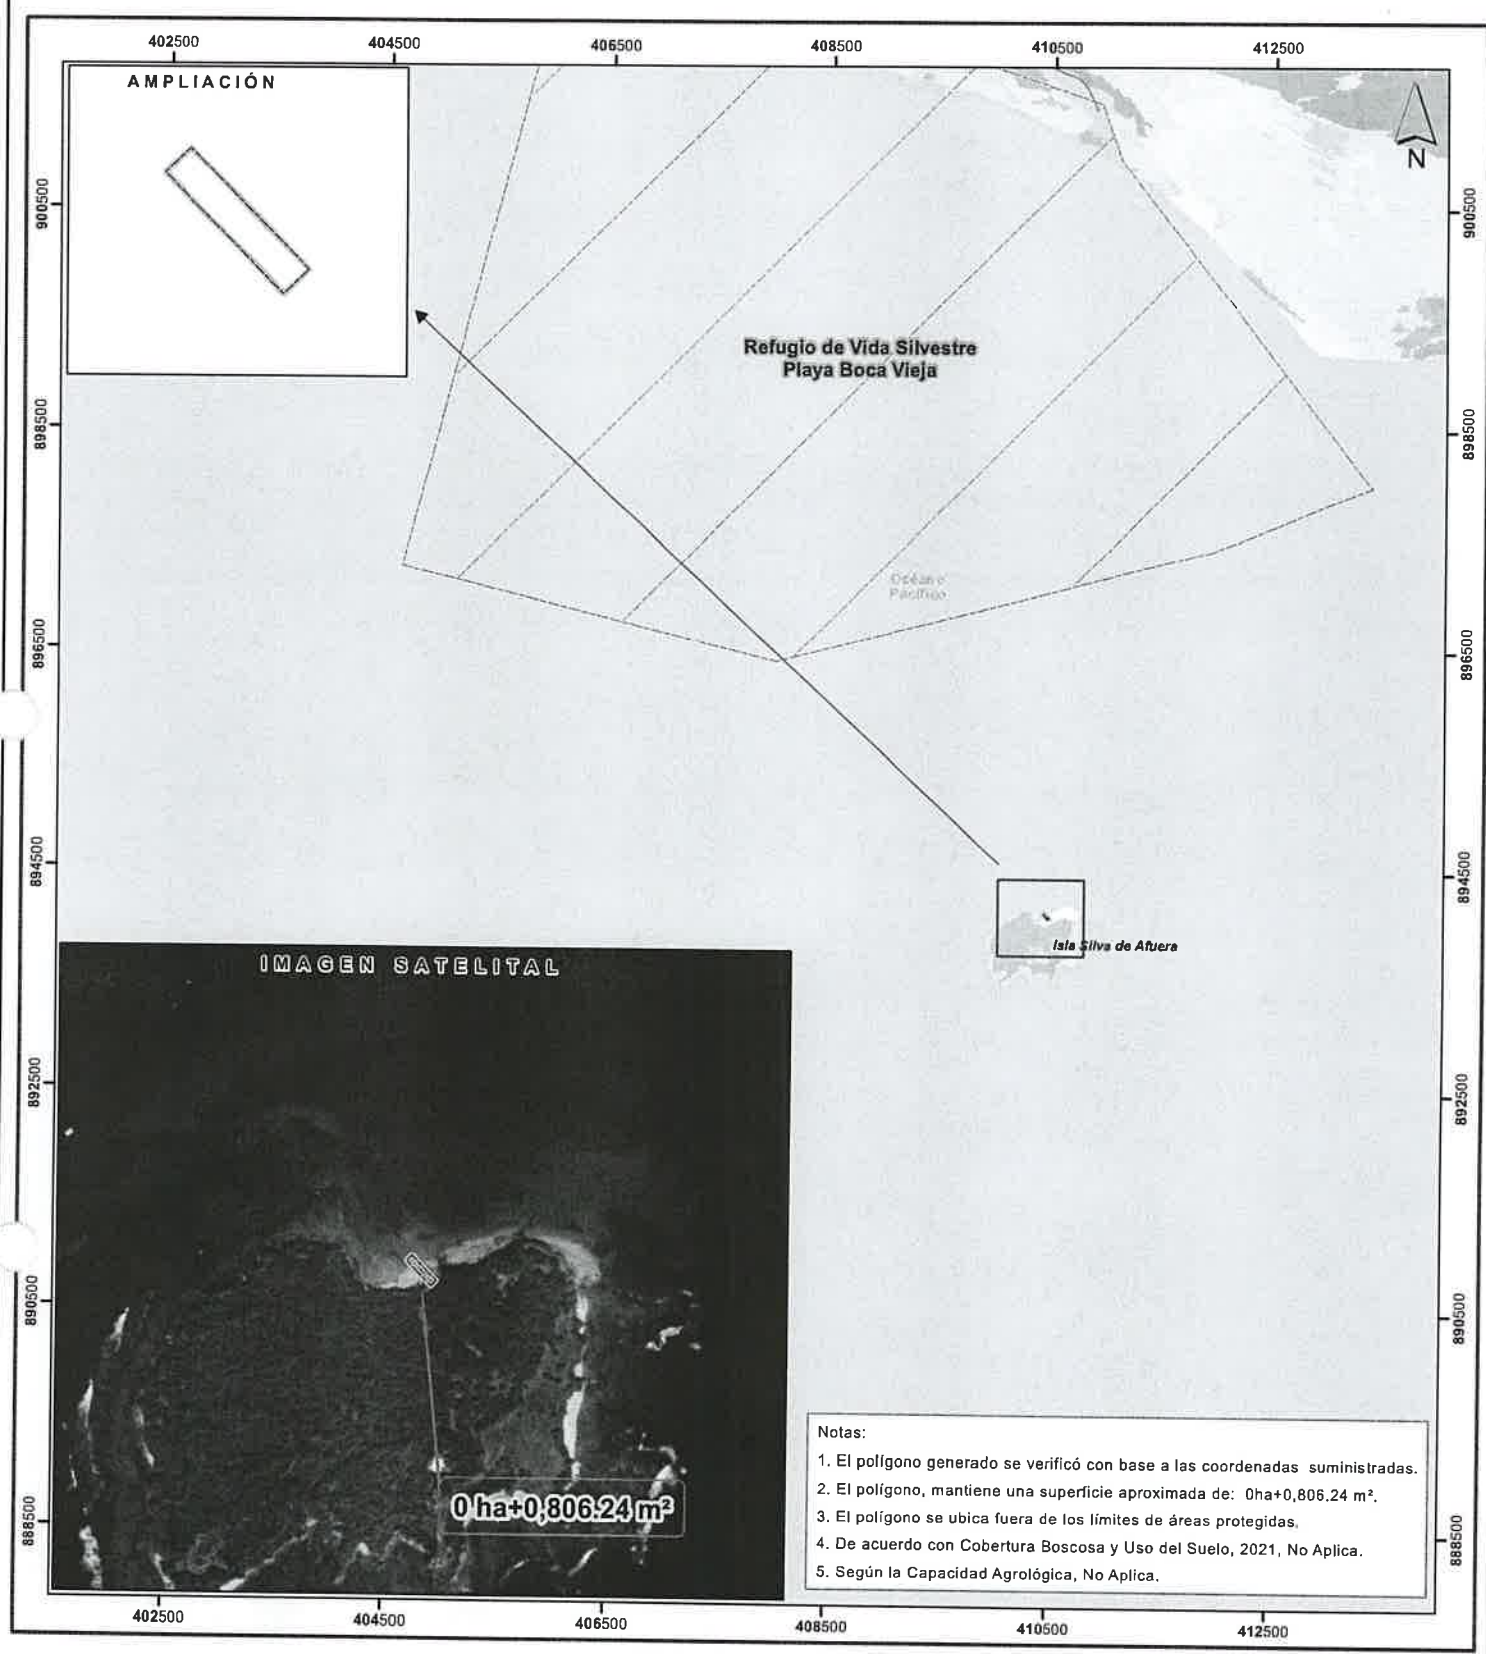 402500
404500
406500
408500
410500
412500
AMPLIACIÓN
N
900500
898500
896500
894500
892500
890500
888500
900500
898500
896500
894500
892500
890500
888500
Refugio de Vida Silvestre
Playa Boca Vieja
Océano
Pacífico
Isla Silva de Afuera
IMAGEN SATELITAL
0 ha+0,806.24 m²
Notas:
1. El polígono generado se verificó con base a las coordenadas suministradas.
2. El polígono, mantiene una superficie aproximada de: 0ha+0,806.24 m².
3. El polígono se ubica fuera de los límites de áreas protegidas.
4. De acuerdo con Cobertura Boscosa y Uso del Suelo, 2021, No Aplica.
5. Según la Capacidad Agrológica, No Aplica.
402500
404500
406500
408500
410500
412500